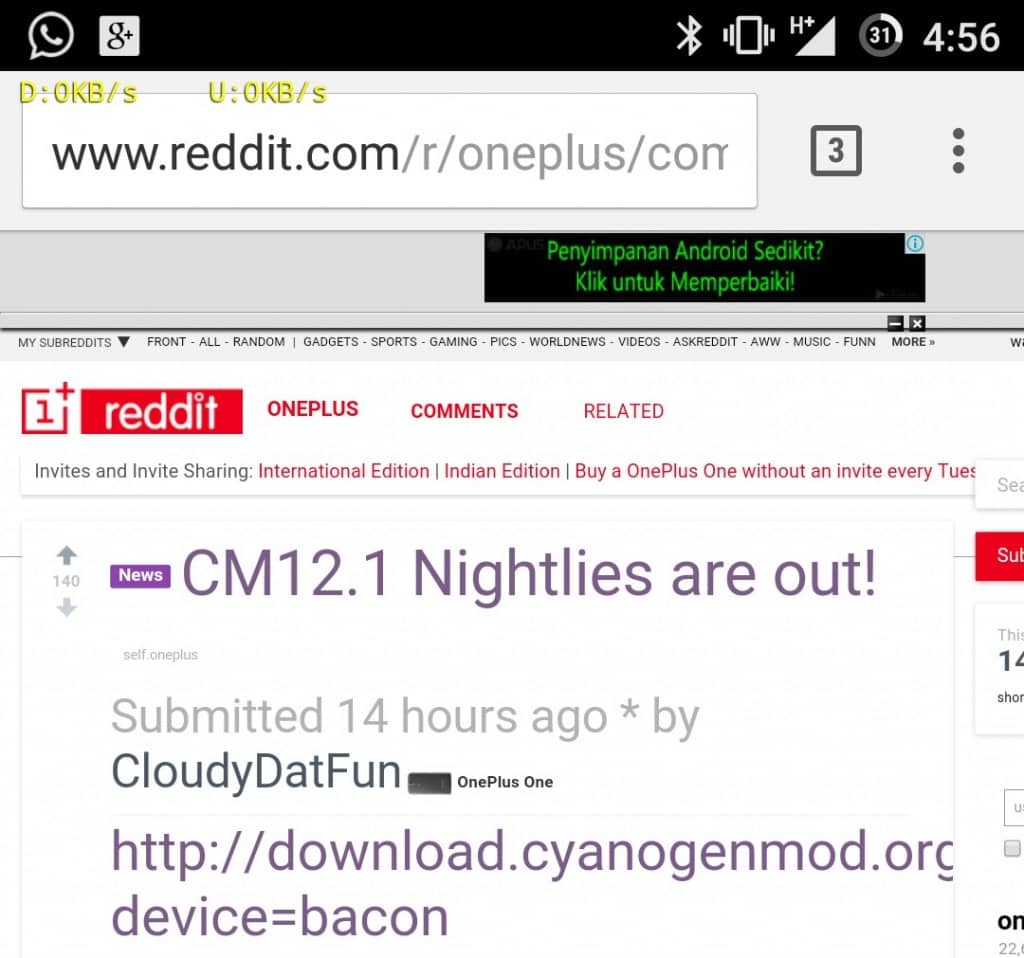 8+ H+ 31 4:56
D:0KB/s U:0KB/s
www.reddit.com/r/oneplus/com
3
APUS
Penyimpanan Android Sedikit?
Klik untuk Memperbaiki!
MY SUBREDDITS ▼ FRONT - ALL - RANDOM | GADGETS - SPORTS - GAMING - PICS - WORLDNEWS - VIDEOS - ASKREDDIT - AWW - MUSIC - FUNN MORE »
1+ reddit ONEPLUS COMMENTS RELATED
Invites and Invite Sharing: International Edition | Indian Edition | Buy a OnePlus One without an invite every Tues
Sea
140
News CM12.1 Nightlies are out!
Sub
self.oneplus
This
14
shor
Submitted 14 hours ago * by
CloudyDatFun OnePlus One
us
http://download.cyanogenmod.org
device=bacon
on
22,6